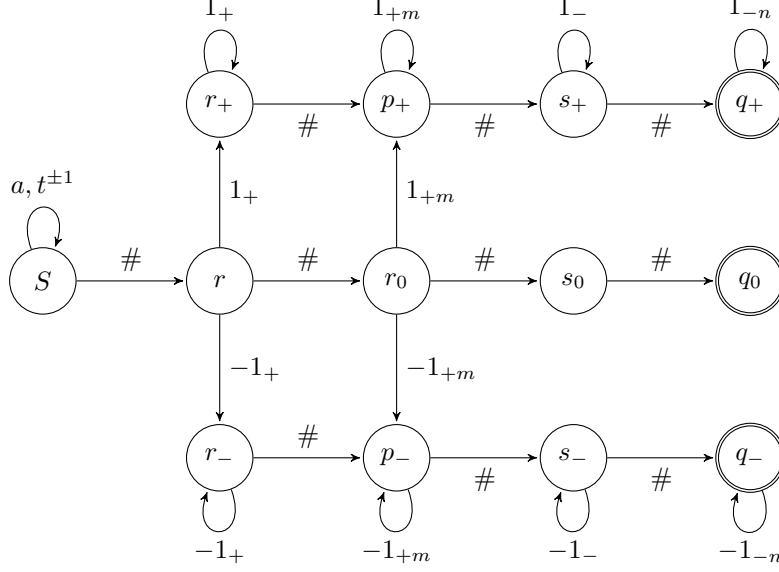 1₊ 1₊ₘ 1₋ 1₋ₙ
r₊ # p₊ # s₊ # q₊
a, t^{±1} 1₊ 1₊ₘ
S # r # r₀ # s₀ # q₀
−1₊ −1₊ₘ
r₋ # p₋ # s₋ # q₋
−1₊ −1₊ₘ −1₋ −1₋ₙ